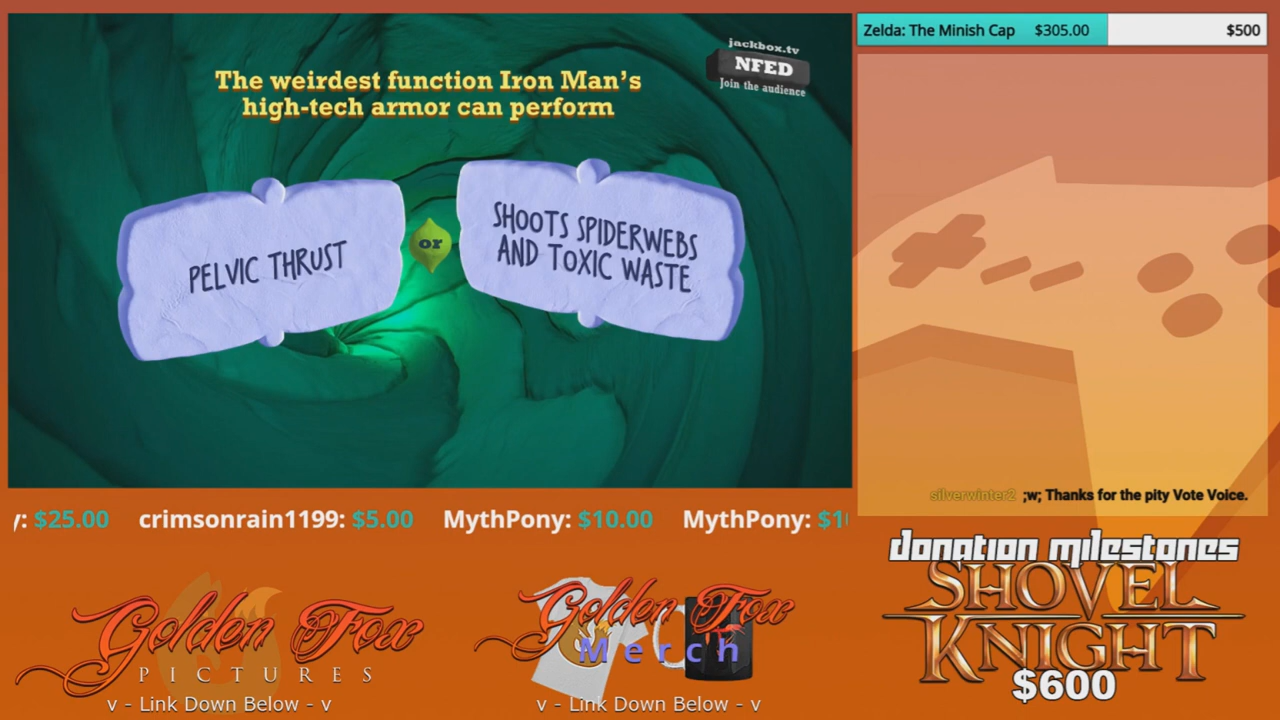 The weirdest function Iron Man's
high-tech armor can perform
jackbox.tv
NFED
Join the audience
PELVIC THRUST
or
SHOOTS SPIDERWEBS
AND TOXIC WASTE
Zelda: The Minish Cap $305.00 $500
silverwinter2 ;w; Thanks for the pity Vote Voice.
y: $25.00 crimsonrain1199: $5.00 MythPony: $10.00 MythPony: $1
Golden Fox
PICTURES
v - Link Down Below - v
Golden Fox
Merch
v - Link Down Below - v
donation milestones
SHOVEL
KNIGHT
$600